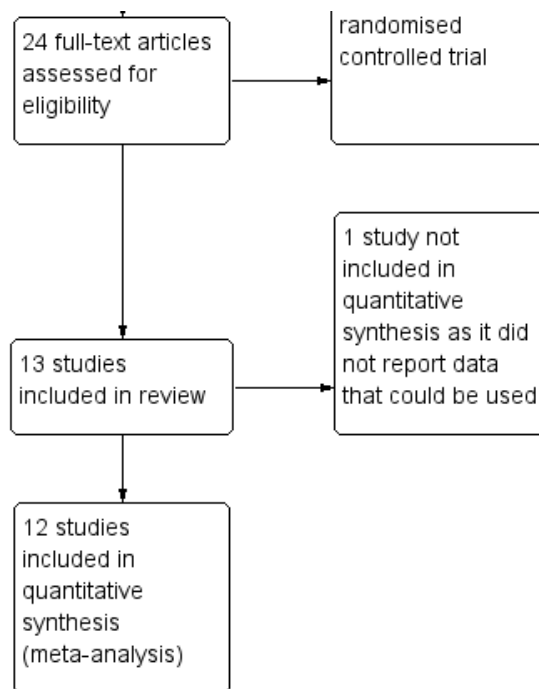 24 full-text articles
assessed for
eligibility
randomised
controlled trial
1 study not
included in
quantitative
synthesis as it did
not report data
that could be used
13 studies
included in review
12 studies
included in
quantitative
synthesis
(meta-analysis)